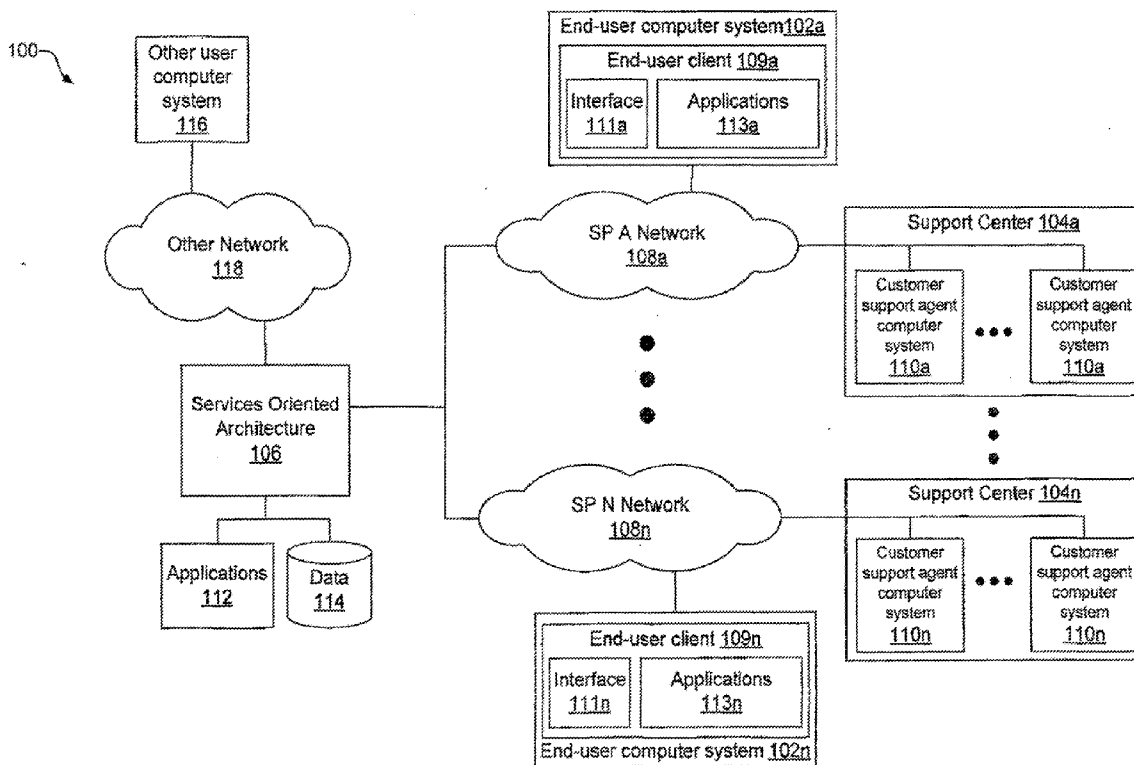 100
Other user
computer
system
116
Other Network
118
Services Oriented
Architecture
106
Applications
112
Data
114
End-user computer system102a
End-user client 109a
Interface
111a
Applications
113a
SP A Network
108a
Support Center 104a
Customer
support agent
computer
system
110a
Customer
support agent
computer
system
110a
SP N Network
108n
Support Center 104n
Customer
support agent
computer
system
110n
Customer
support agent
computer
system
110n
End-user client 109n
Interface
111n
Applications
113n
End-user computer system 102n